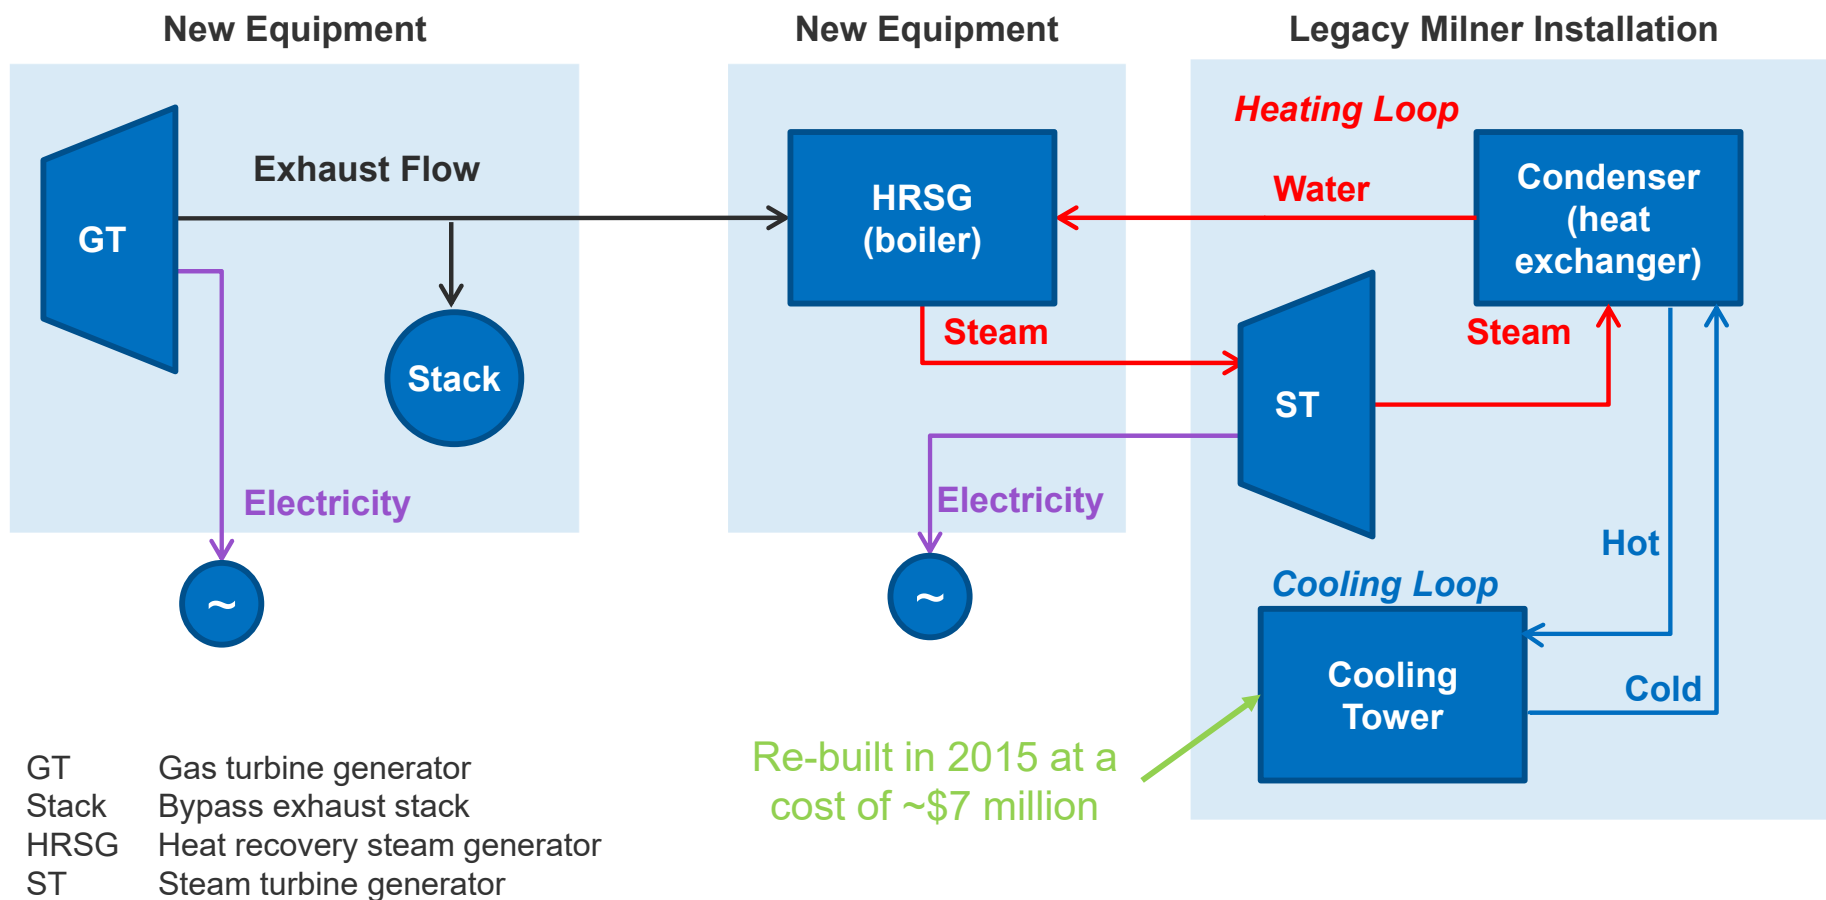 New Equipment
New Equipment
Legacy Milner Installation
Heating Loop
Exhaust Flow
GT
Stack
Electricity
~
HRSG
(boiler)
Water
Condenser
(heat
exchanger)
Steam
Steam
ST
Electricity
~
Hot
Cooling Loop
Cooling
Tower
Cold
Re-built in 2015 at a
cost of ~$7 million
GT Gas turbine generator
Stack Bypass exhaust stack
HRSG Heat recovery steam generator
ST Steam turbine generator